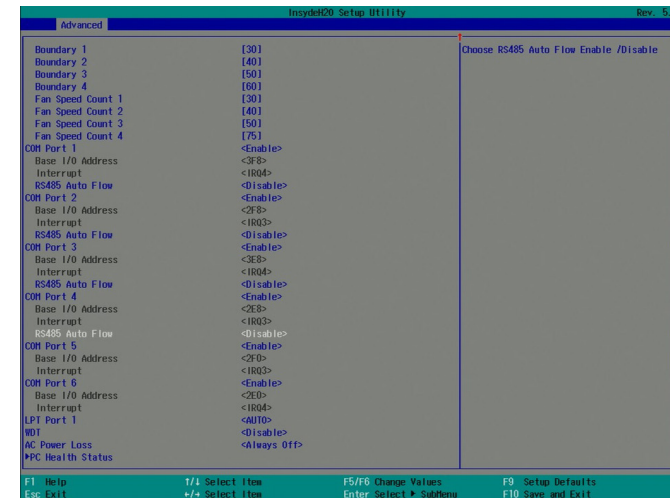 InsydeH20 Setup Utility Rev. 5.
Advanced
Boundary 1 [30] Choose RS485 Auto Flow Enable /Disable
Boundary 2 [40]
Boundary 3 [50]
Boundary 4 [60]
Fan Speed Count 1 [30]
Fan Speed Count 2 [40]
Fan Speed Count 3 [50]
Fan Speed Count 4 [75]
COM Port 1 <Enable>
Base I/O Address <3F8>
Interrupt <IRQ4>
RS485 Auto Flow <Disable>
COM Port 2 <Enable>
Base I/O Address <2F8>
Interrupt <IRQ3>
RS485 Auto Flow <Disable>
COM Port 3 <Enable>
Base I/O Address <3E8>
Interrupt <IRQ4>
RS485 Auto Flow <Disable>
COM Port 4 <Enable>
Base I/O Address <2E8>
Interrupt <IRQ3>
RS485 Auto Flow <Disable>
COM Port 5 <Enable>
Base I/O Address <2F0>
Interrupt <IRQ3>
COM Port 6 <Enable>
Base I/O Address <2E0>
Interrupt <IRQ4>
LPT Port 1 <AUTO>
WDT <Disable>
AC Power Loss <Always Off>
►PC Health Status
F1 Help ↑/↓ Select Item F5/F6 Change Values F9 Setup Defaults
Esc Exit ←/→ Select Item Enter Select ► SubMenu F10 Save and Exit